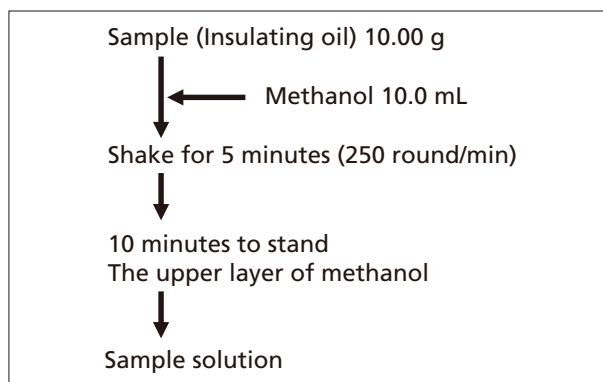 Sample (Insulating oil) 10.00 g
Methanol 10.0 mL
Shake for 5 minutes (250 round/min)
10 minutes to stand
The upper layer of methanol
Sample solution